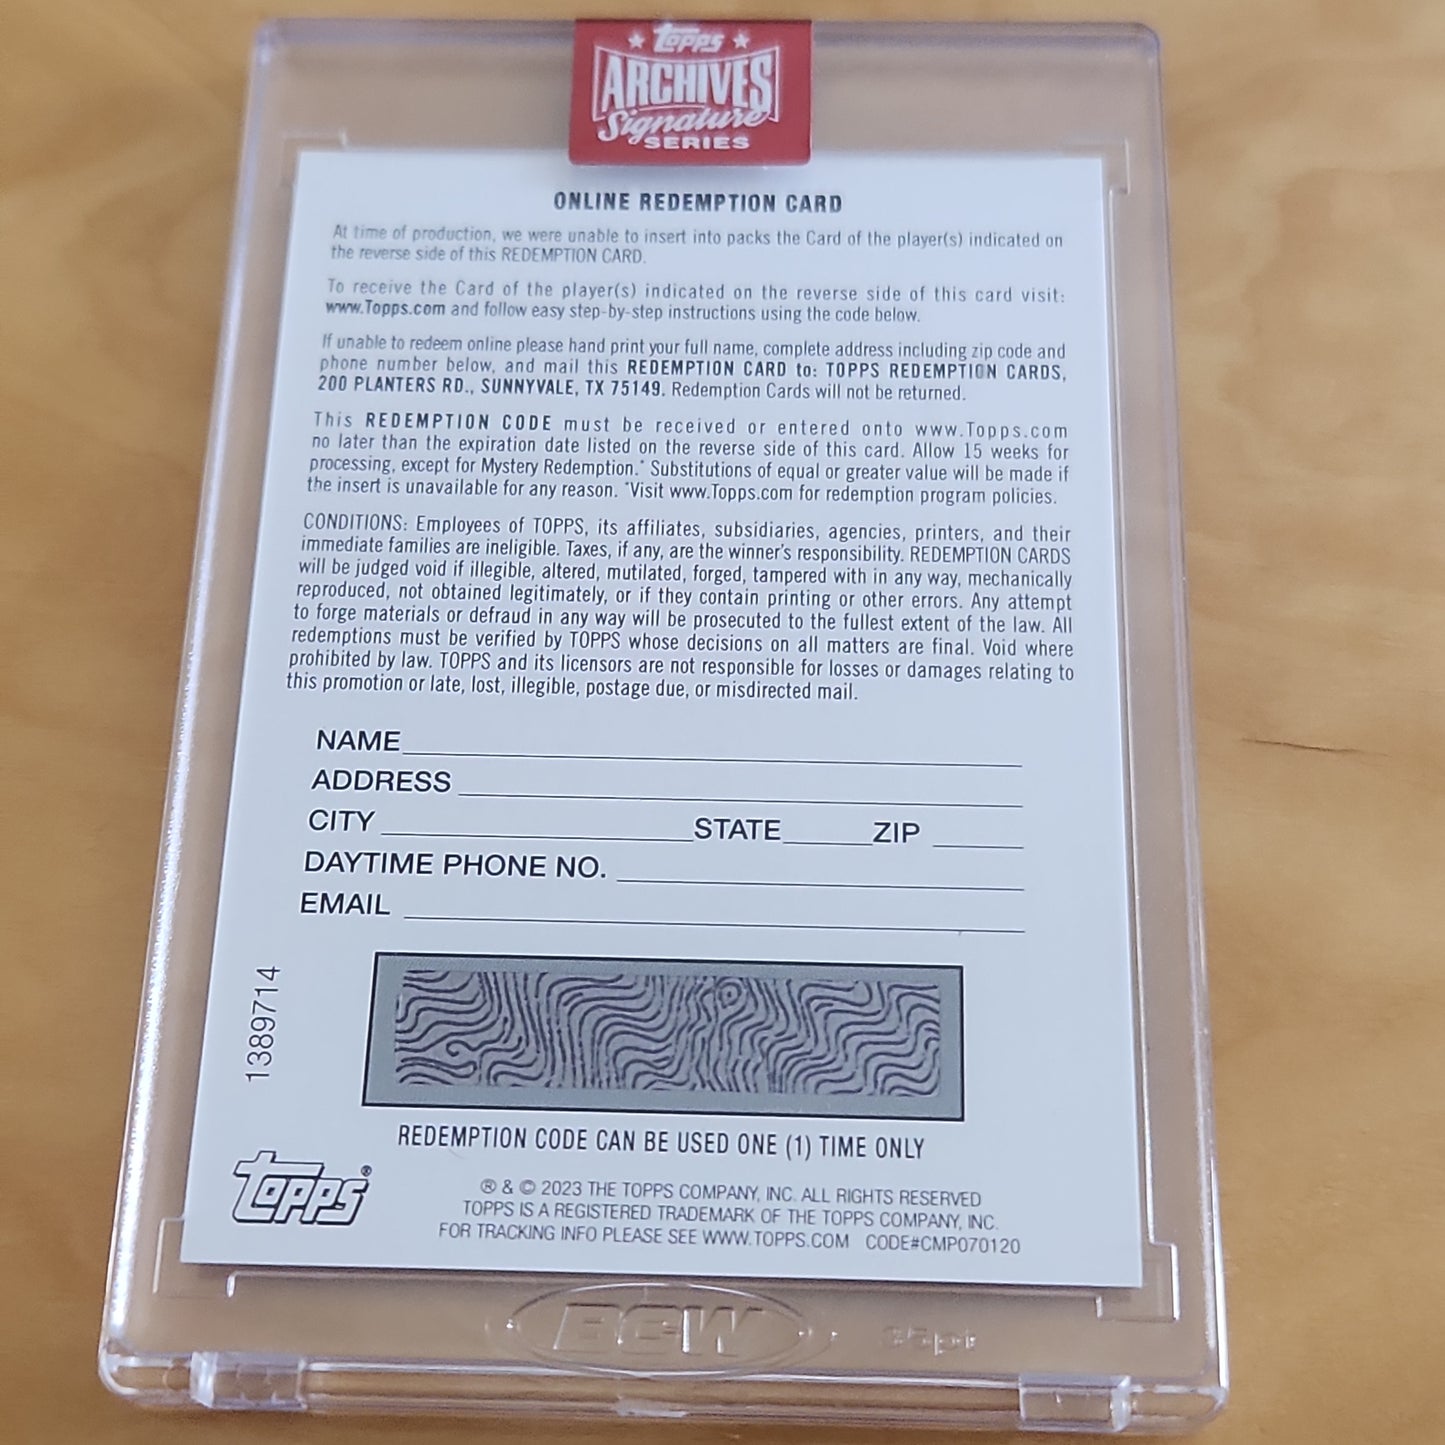 Topps
ARCHIVES
Signature
SERIES
ONLINE REDEMPTION CARD
At time of production, we were unable to insert into packs the Card of the player(s) indicated on
the reverse side of this REDEMPTION CARD.
To receive the Card of the player(s) indicated on the reverse side of this card visit:
www.Topps.com and follow easy step-by-step instructions using the code below.
If unable to redeem online please hand print your full name, complete address including zip code and
phone number below, and mail this REDEMPTION CARD to: TOPPS REDEMPTION CARDS,
200 PLANTERS RD., SUNNYVALE, TX 75149. Redemption Cards will not be returned.
This REDEMPTION CODE must be received or entered onto www.Topps.com
no later than the expiration date listed on the reverse side of this card. Allow 15 weeks for
processing, except for Mystery Redemption.* Substitutions of equal or greater value will be made if
the insert is unavailable for any reason. *Visit www.Topps.com for redemption program policies.
CONDITIONS: Employees of TOPPS, its affiliates, subsidiaries, agencies, printers, and their
immediate families are ineligible. Taxes, if any, are the winner's responsibility. REDEMPTION CARDS
will be judged void if illegible, altered, mutilated, forged, tampered with in any way, mechanically
reproduced, not obtained legitimately, or if they contain printing or other errors. Any attempt
to forge materials or defraud in any way will be prosecuted to the fullest extent of the law. All
redemptions must be verified by TOPPS whose decisions on all matters are final. Void where
prohibited by law. TOPPS and its licensors are not responsible for losses or damages relating to
this promotion or late, lost, illegible, postage due, or misdirected mail.
NAME
ADDRESS
CITY STATE ZIP
DAYTIME PHONE NO.
EMAIL
1389714
REDEMPTION CODE CAN BE USED ONE (1) TIME ONLY
Topps®
® & © 2023 THE TOPPS COMPANY, INC. ALL RIGHTS RESERVED
TOPPS IS A REGISTERED TRADEMARK OF THE TOPPS COMPANY, INC.
FOR TRACKING INFO PLEASE SEE WWW.TOPPS.COM CODE#CMP070120
BCW
35pt